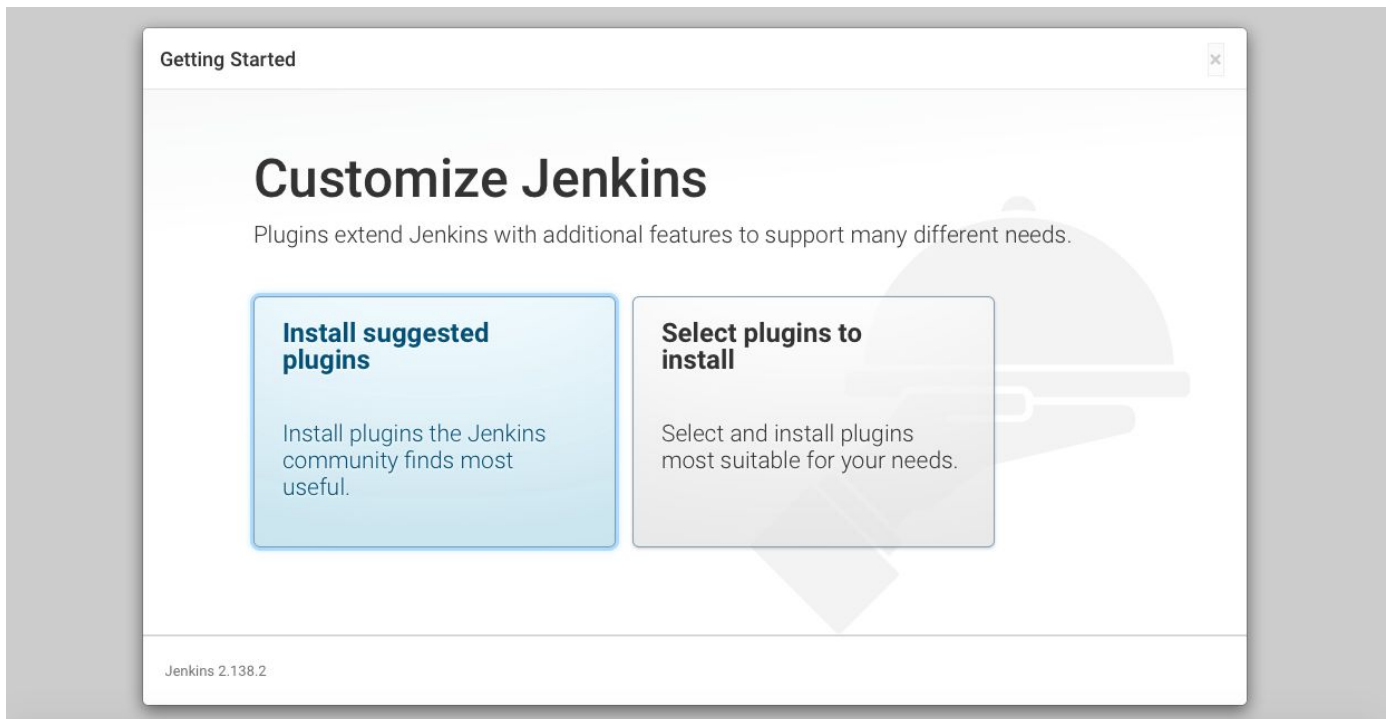 Getting Started
×
Customize Jenkins
Plugins extend Jenkins with additional features to support many different needs.
Install suggested
plugins
Install plugins the Jenkins
community finds most
useful.
Select plugins to
install
Select and install plugins
most suitable for your needs.
Jenkins 2.138.2